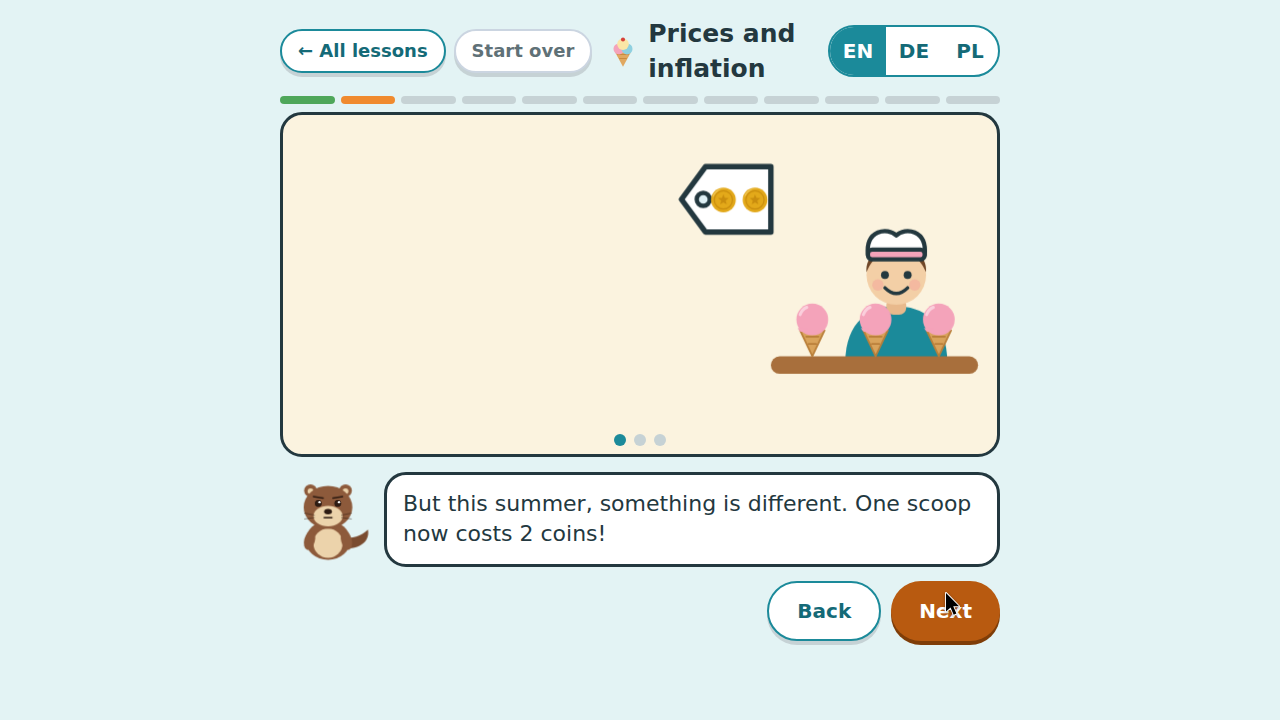 ← All lessons
Start over
Prices and
inflation
EN DE PL
But this summer, something is different. One scoop
now costs 2 coins!
Back
Next